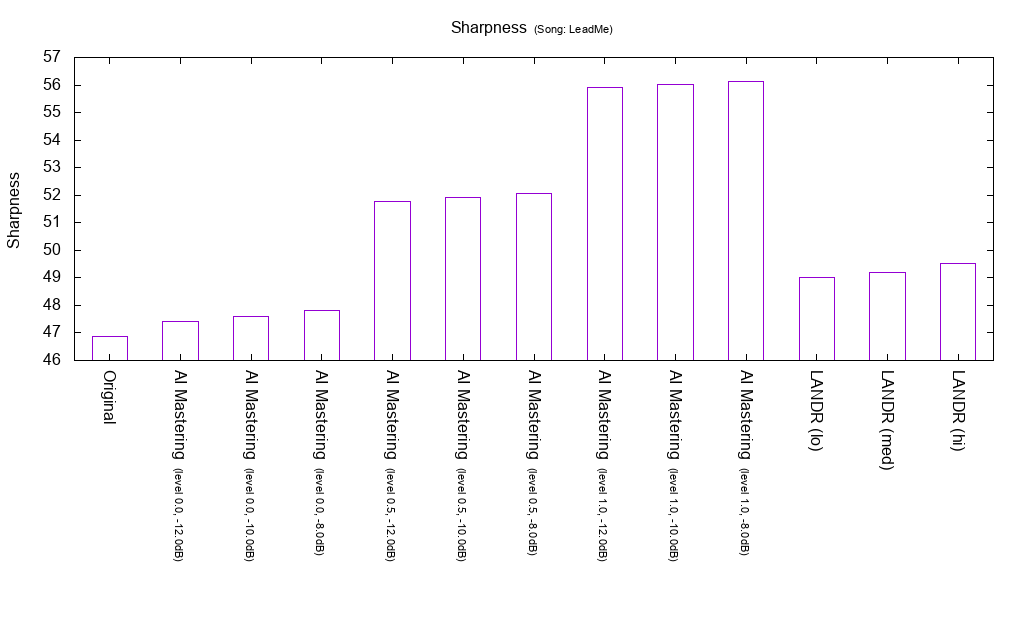 Sharpness (Song: LeadMe)
57
56
55
54
53
52
51
50
49
48
47
46
Sharpness
Original
AI Mastering (level 0.0, -12.0dB)
AI Mastering (level 0.0, -10.0dB)
AI Mastering (level 0.0, -8.0dB)
AI Mastering (level 0.5, -12.0dB)
AI Mastering (level 0.5, -10.0dB)
AI Mastering (level 0.5, -8.0dB)
AI Mastering (level 1.0, -12.0dB)
AI Mastering (level 1.0, -10.0dB)
AI Mastering (level 1.0, -8.0dB)
LANDR (lo)
LANDR (med)
LANDR (hi)